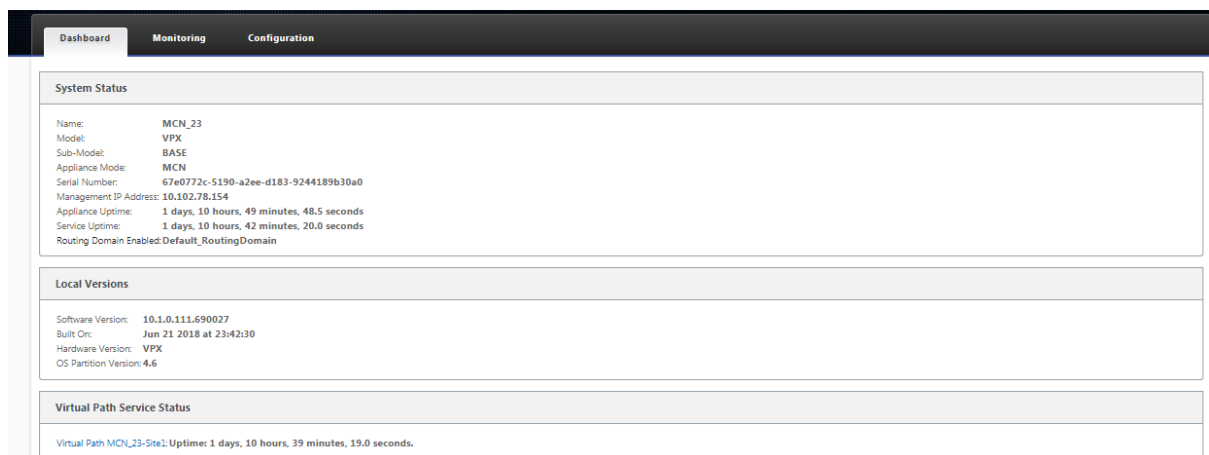 Dashboard Monitoring Configuration
System Status
Name: MCN_23
Model: VPX
Sub-Model: BASE
Appliance Mode: MCN
Serial Number: 67e0772c-5190-a2ee-d183-9244189b30a0
Management IP Address: 10.102.78.154
Appliance Uptime: 1 days, 10 hours, 49 minutes, 48.5 seconds
Service Uptime: 1 days, 10 hours, 42 minutes, 20.0 seconds
Routing Domain Enabled: Default_RoutingDomain
Local Versions
Software Version: 10.1.0.111.690027
Built On: Jun 21 2018 at 23:42:30
Hardware Version: VPX
OS Partition Version: 4.6
Virtual Path Service Status
Virtual Path MCN_23-Site1: Uptime: 1 days, 10 hours, 39 minutes, 19.0 seconds.